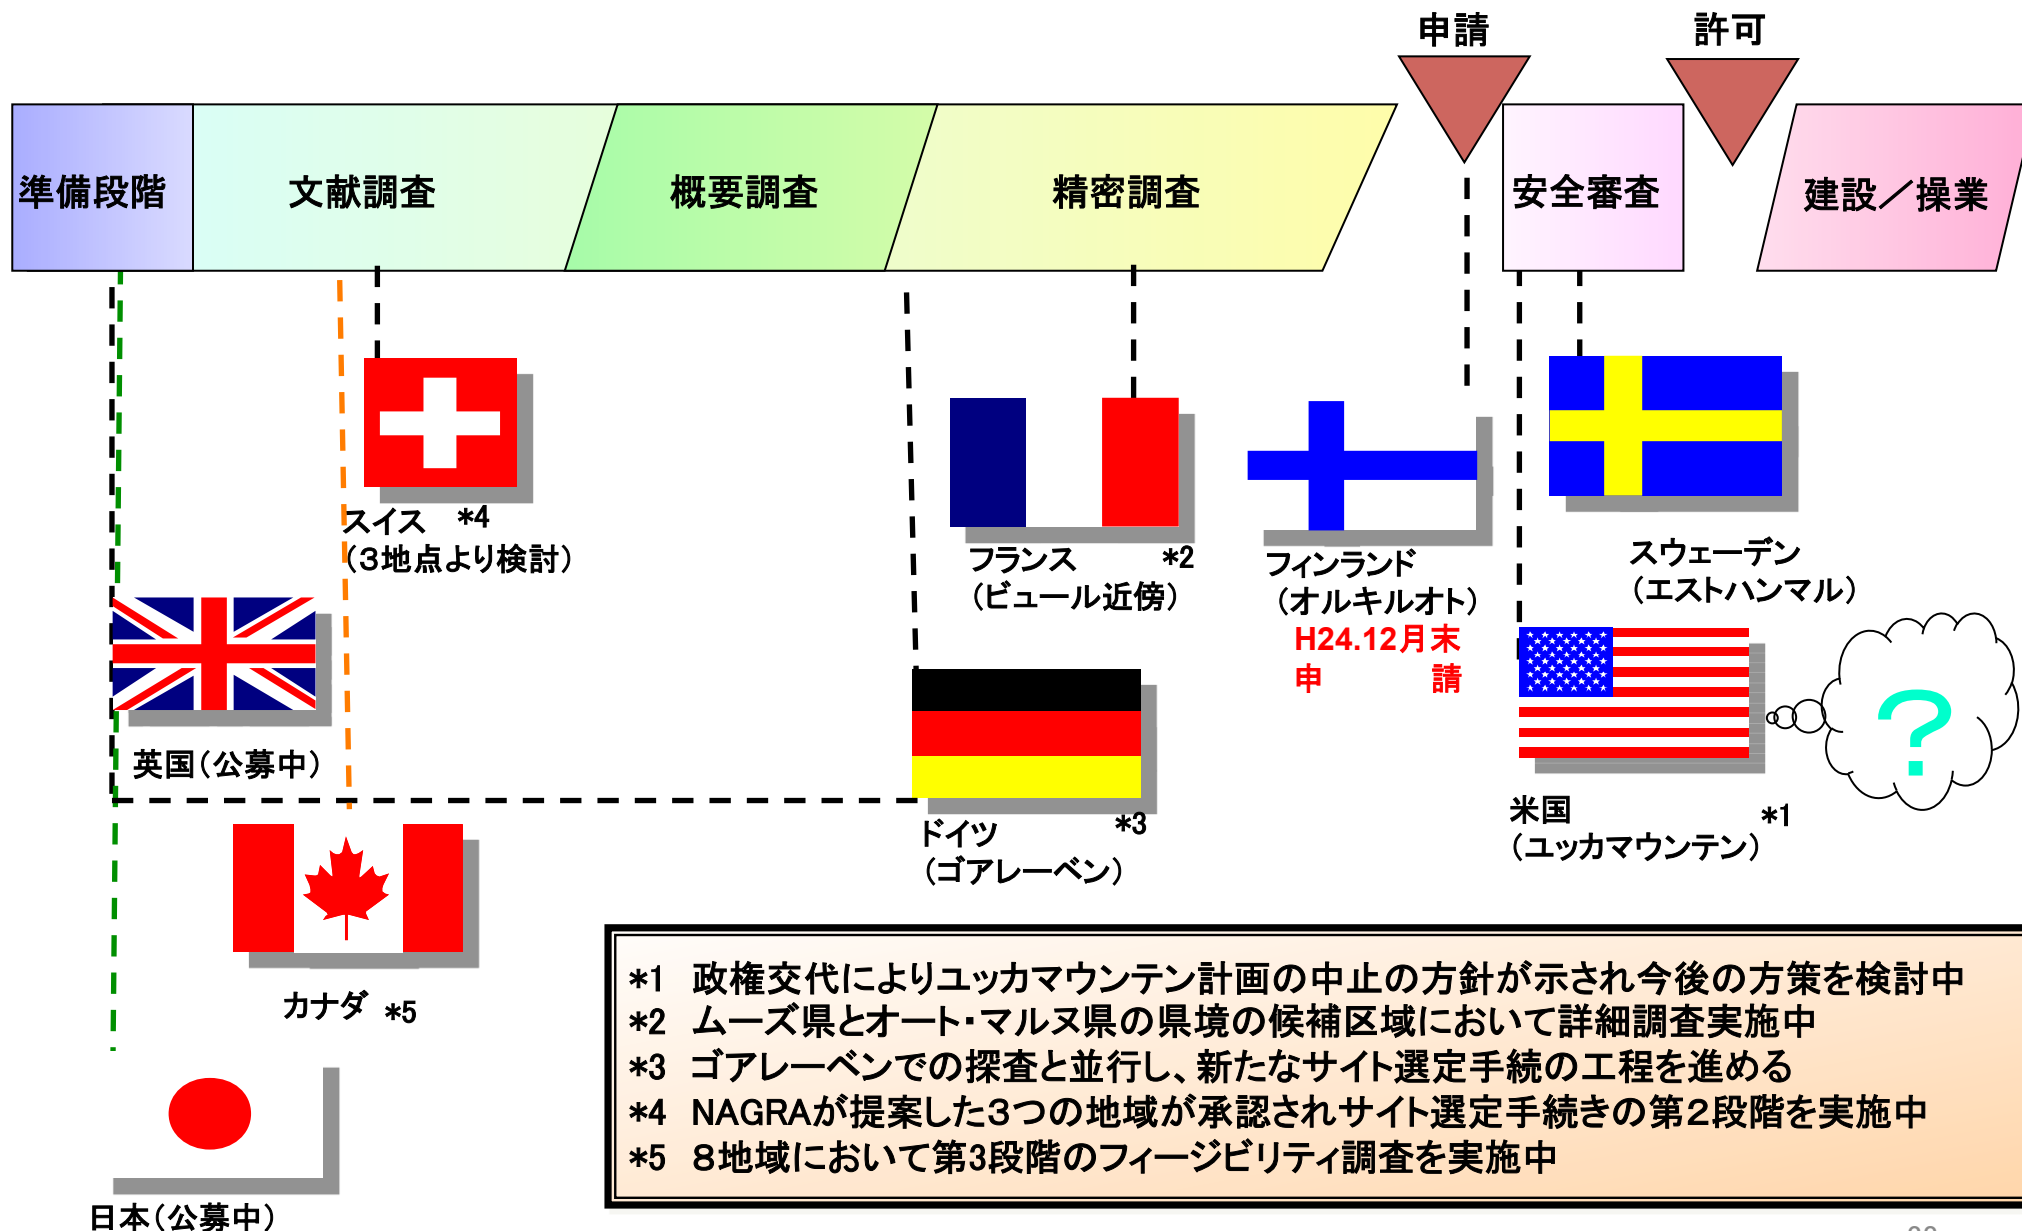 申請
許可
準備段階
文献調査
概要調査
精密調査
安全審査
建設／操業
スイス *4
（3地点より検討）
フランス *2
（ビュール近傍）
フィンランド
（オルキルオト）
H24.12月末
申 請
スウェーデン
（エストハンマル）
英国（公募中）
?
ドイツ *3
（ゴアレーベン）
米国 *1
（ユッカマウンテン）
カナダ *5
日本（公募中）
*1 政権交代によりユッカマウンテン計画の中止の方針が示され今後の方策を検討中
*2 ムーズ県とオート・マルヌ県の県境の候補区域において詳細調査実施中
*3 ゴアレーベンでの探査と並行し、新たなサイト選定手続の工程を進める
*4 NAGRAが提案した3つの地域が承認されサイト選定手続きの第2段階を実施中
*5 8地域において第3段階のフィージビリティ調査を実施中